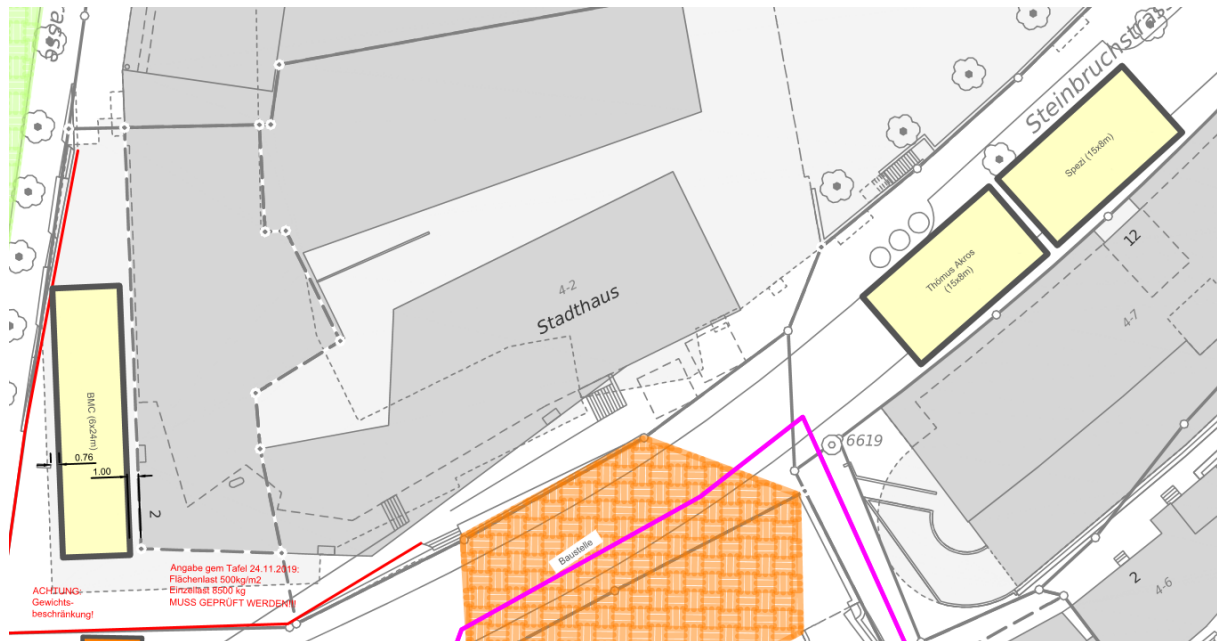 asse
Steinbruchstra
Spezi (15x8m)
12
Thömus Akros
(15x8m)
4-2
Stadthaus
4-7
BMC (6x24m)
0.76
1.00
2
6619
Baustelle
Angabe gem Tafel 24.11.2019:
Flächenlast 500kg/m2
Einzellast 8500 kg
MUSS GEPRÜFT WERDEN!!!
ACHTUNG:
Gewichts-
beschränkung!
2
4-6